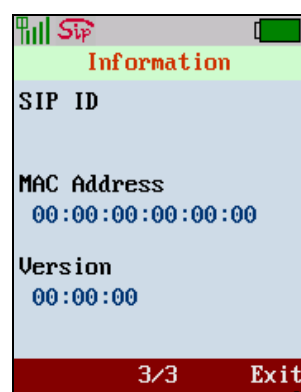 Sip
Information
SIP ID
MAC Address
00:00:00:00:00:00
Version
00:00:00
3/3 Exit